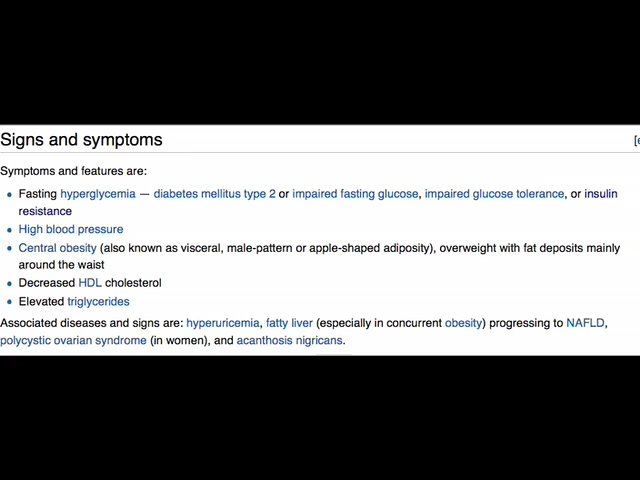 Signs and symptoms
Symptoms and features are:
• Fasting hyperglycemia — diabetes mellitus type 2 or impaired fasting glucose, impaired glucose tolerance, or insulin
resistance
• High blood pressure
• Central obesity (also known as visceral, male-pattern or apple-shaped adiposity), overweight with fat deposits mainly
around the waist
• Decreased HDL cholesterol
• Elevated triglycerides
Associated diseases and signs are: hyperuricemia, fatty liver (especially in concurrent obesity) progressing to NAFLD,
polycystic ovarian syndrome (in women), and acanthosis nigricans.